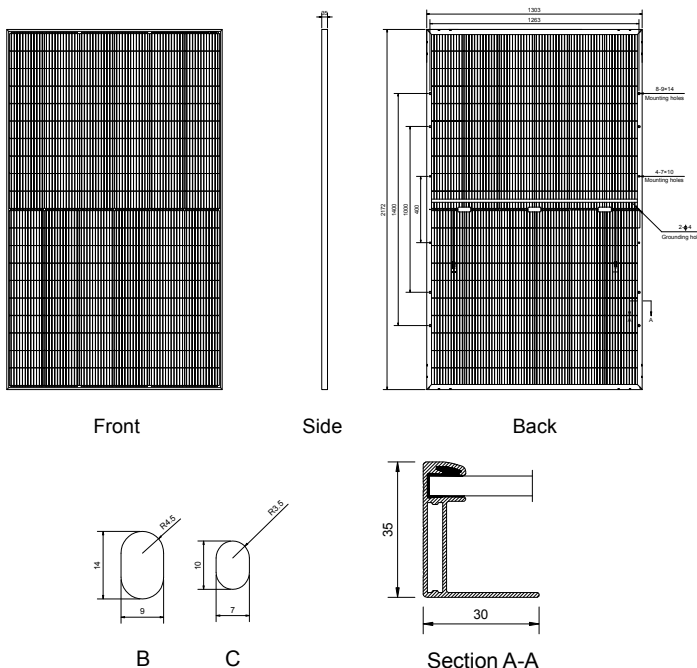 35
1303
1263
8-9×14
Mounting holes
4-7×10
Mounting holes
2172
1400
1000
400
2-ϕ4
Grounding hol
A
Front
Side
Back
R4.5
14
9
B
R3.5
10
7
C
35
30
Section A-A